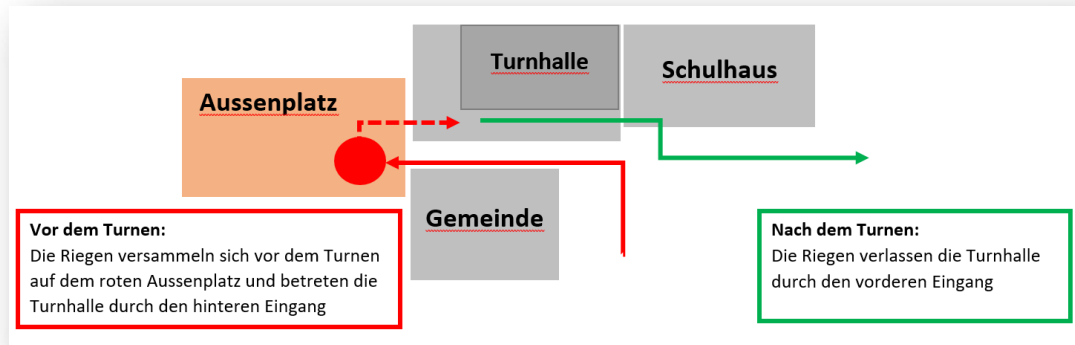 Turnhalle
Schulhaus
Aussenplatz
Gemeinde
Vor dem Turnen:
Die Riegen versammeln sich vor dem Turnen
auf dem roten Aussenplatz und betreten die
Turnhalle durch den hinteren Eingang
Nach dem Turnen:
Die Riegen verlassen die Turnhalle
durch den vorderen Eingang